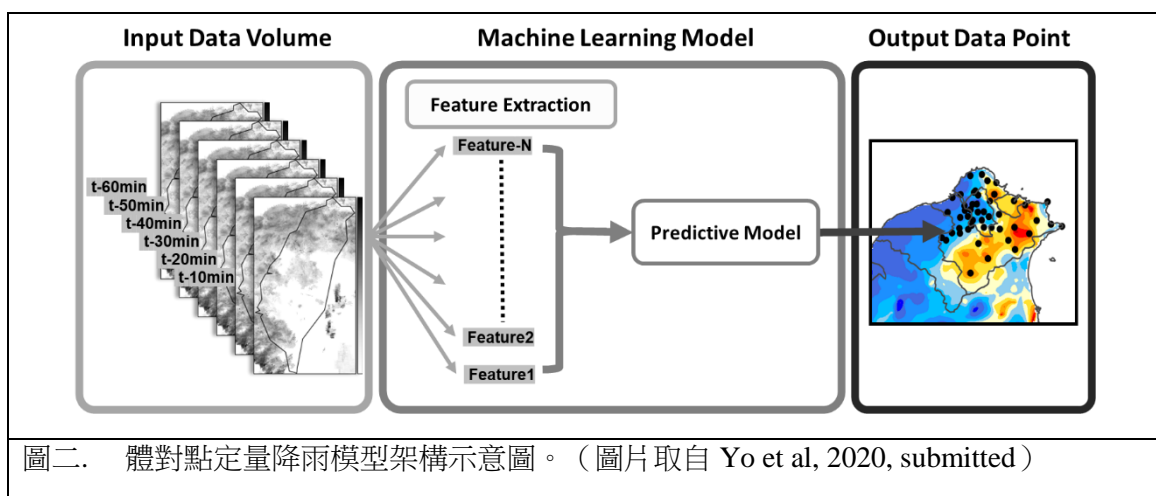 Input Data Volume
Machine Learning Model
Output Data Point
t-60min
t-50min
t-40min
t-30min
t-20min
t-10min
Feature Extraction
Feature-N
Feature2
Feature1
Predictive Model
圖二. 體對點定量降雨模型架構示意圖。（圖片取自 Yo et al, 2020, submitted）